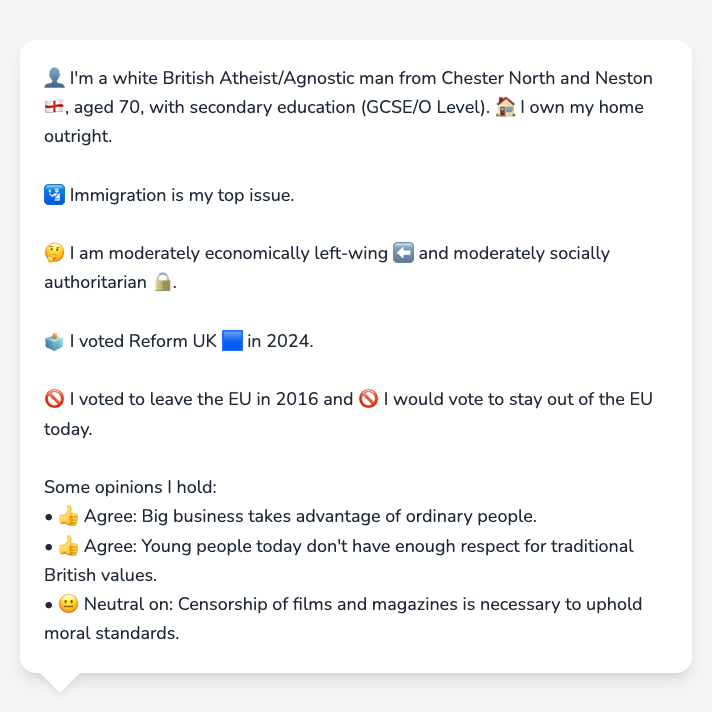 👤 I'm a white British Atheist/Agnostic man from Chester North and Neston
🏴󠁧󠁢󠁥󠁮󠁧󠁿, aged 70, with secondary education (GCSE/O Level). 🏠 I own my home
outright.
🛂 Immigration is my top issue.
🤔 I am moderately economically left-wing ⬅️ and moderately socially
authoritarian 🔒.
🗳️ I voted Reform UK 🟦 in 2024.
🚫 I voted to leave the EU in 2016 and 🚫 I would vote to stay out of the EU
today.
Some opinions I hold:
• 👍 Agree: Big business takes advantage of ordinary people.
• 👍 Agree: Young people today don't have enough respect for traditional
British values.
• 😐 Neutral on: Censorship of films and magazines is necessary to uphold
moral standards.